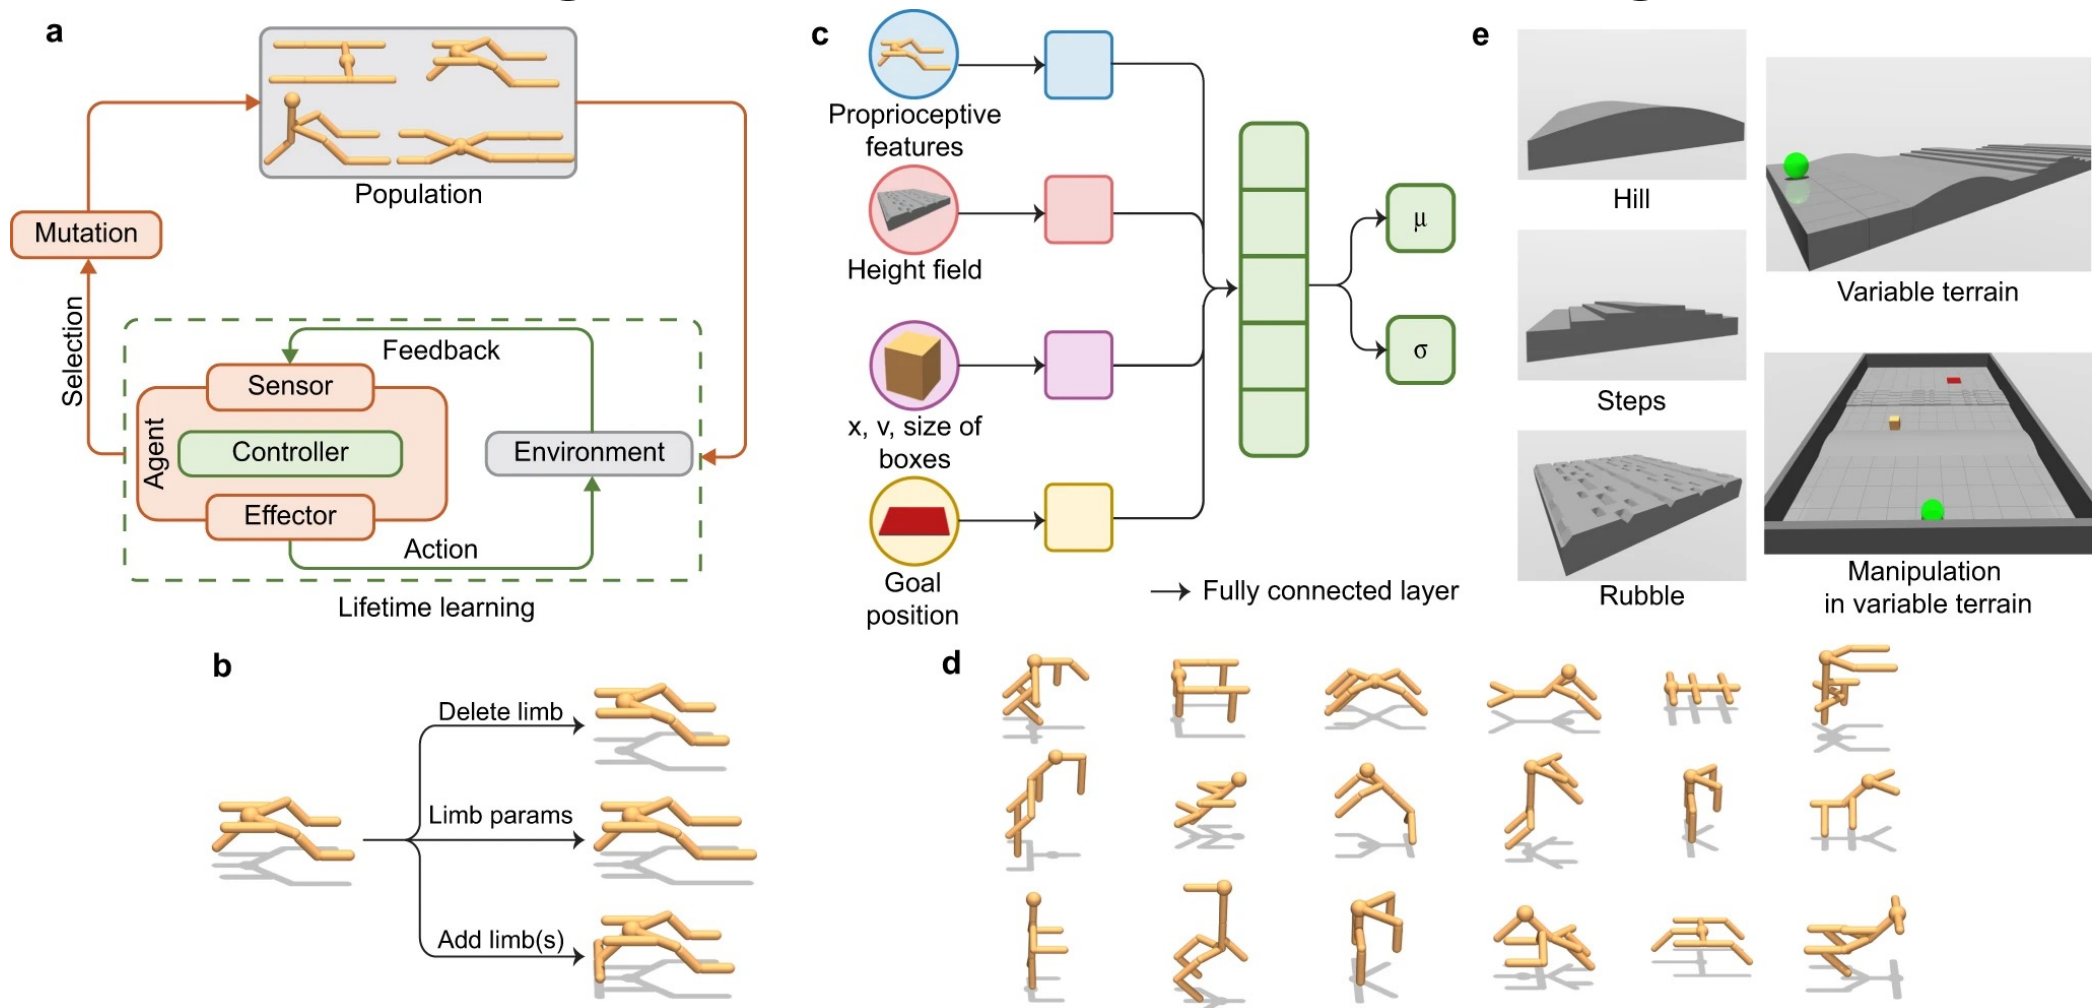 a
Population
Mutation
Selection
Feedback
Sensor
Agent
Controller
Environment
Effector
Action
Lifetime learning
b
Delete limb
Limb params
Add limb(s)
c
Proprioceptive
features
Height field
x, v, size of
boxes
Goal
position
μ
σ
Fully connected layer
d
e
Hill
Steps
Rubble
Variable terrain
Manipulation
in variable terrain